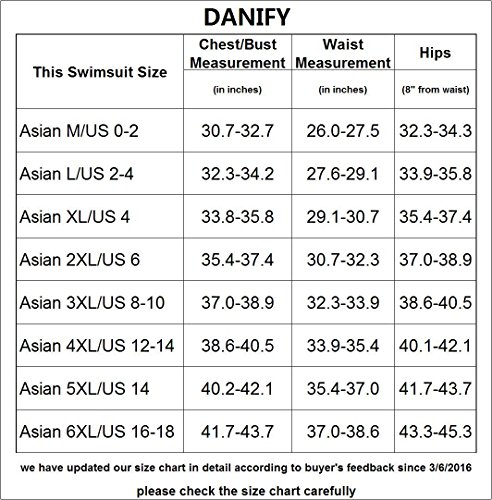 DANIFY
This Swimsuit Size Chest/Bust Measurement (in inches) Waist Measurement (in inches) Hips (8" from waist)
Asian M/US 0-2 30.7-32.7 26.0-27.5 32.3-34.3
Asian L/US 2-4 32.3-34.2 27.6-29.1 33.9-35.8
Asian XL/US 4 33.8-35.8 29.1-30.7 35.4-37.4
Asian 2XL/US 6 35.4-37.4 30.7-32.3 37.0-38.9
Asian 3XL/US 8-10 37.0-38.9 32.3-33.9 38.6-40.5
Asian 4XL/US 12-14 38.6-40.5 33.9-35.4 40.1-42.1
Asian 5XL/US 14 40.2-42.1 35.4-37.0 41.7-43.7
Asian 6XL/US 16-18 41.7-43.7 37.0-38.6 43.3-45.3
we have updated our size chart in detail according to buyer's feedback since 3/6/2016
please check the size chart carefully